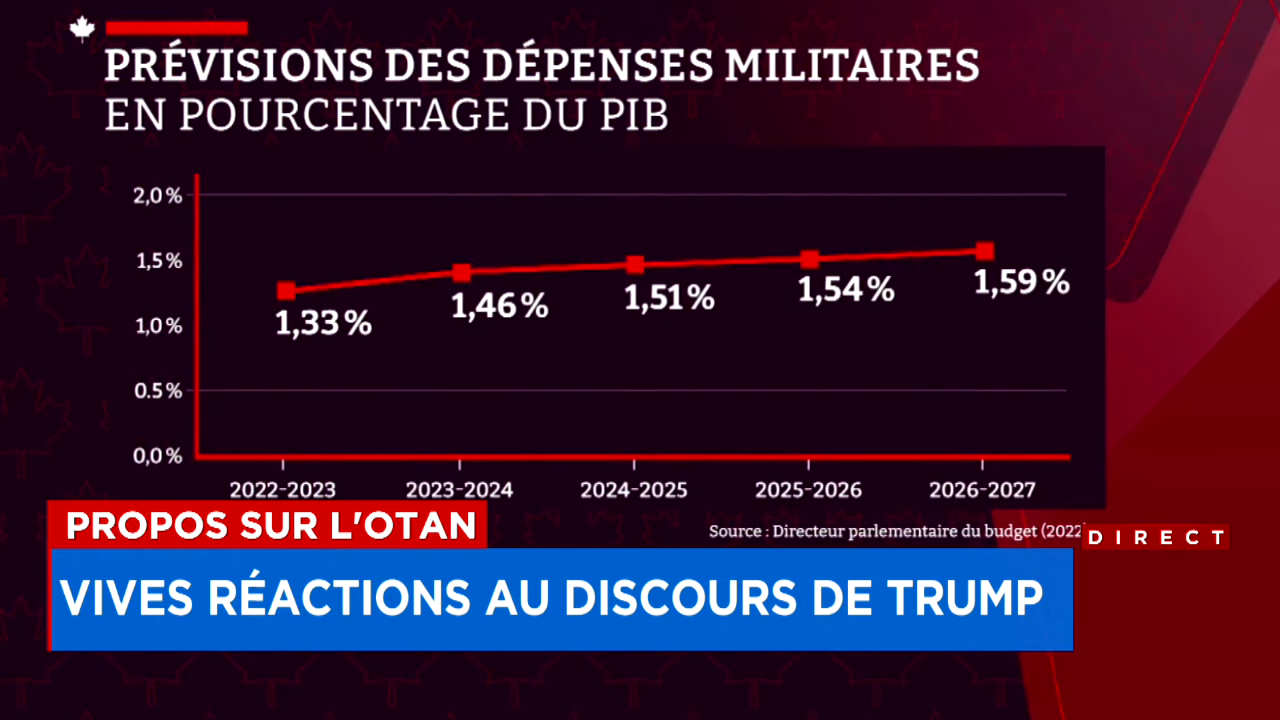 PRÉVISIONS DES DÉPENSES MILITAIRES
EN POURCENTAGE DU PIB
2,0 %
1,5 %
1,0 %
0.5 %
0,0 %
1,33 %
1,46 %
1,51 %
1,54 %
1,59 %
2022-2023
2023-2024
2024-2025
2025-2026
2026-2027
PROPOS SUR L'OTAN
Source : Directeur parlementaire du budget (2022
DIRECT
VIVES RÉACTIONS AU DISCOURS DE TRUMP